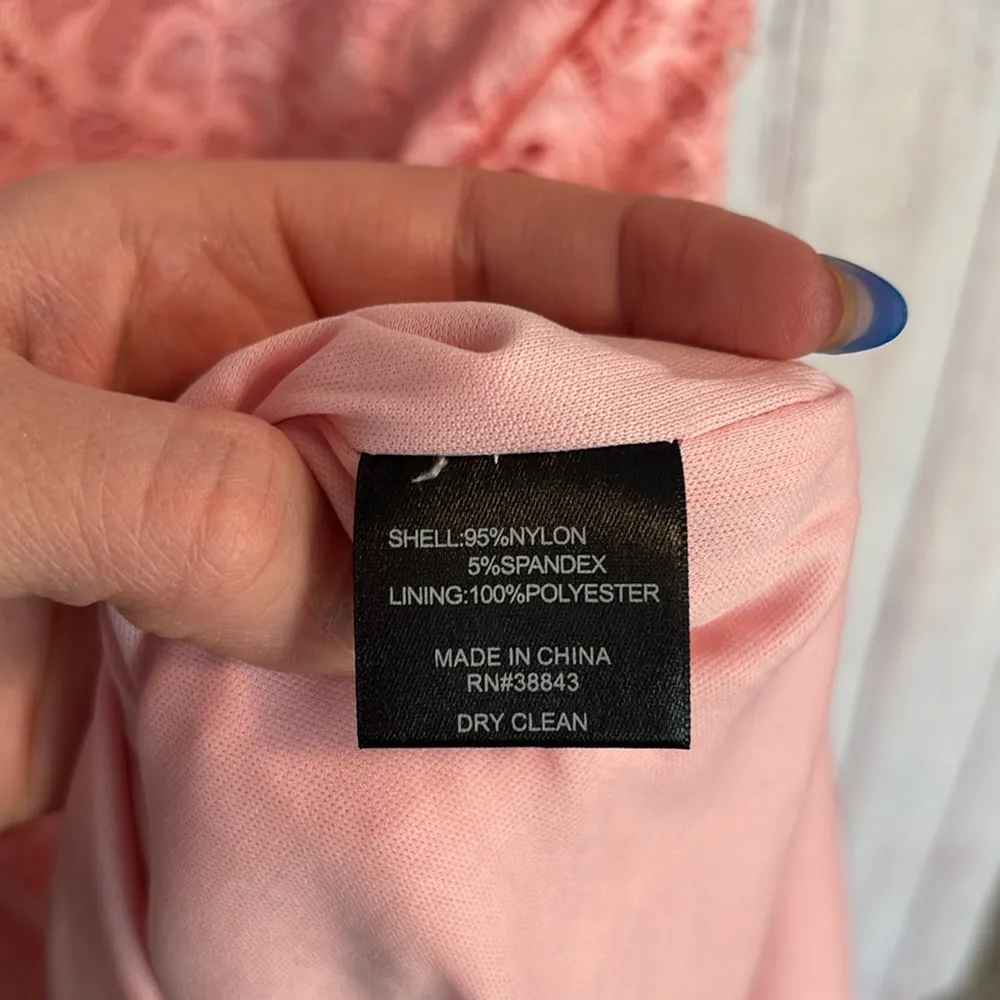 SHELL:95%NYLON
5%SPANDEX
LINING:100%POLYESTER
MADE IN CHINA
RN#38843
DRY CLEAN